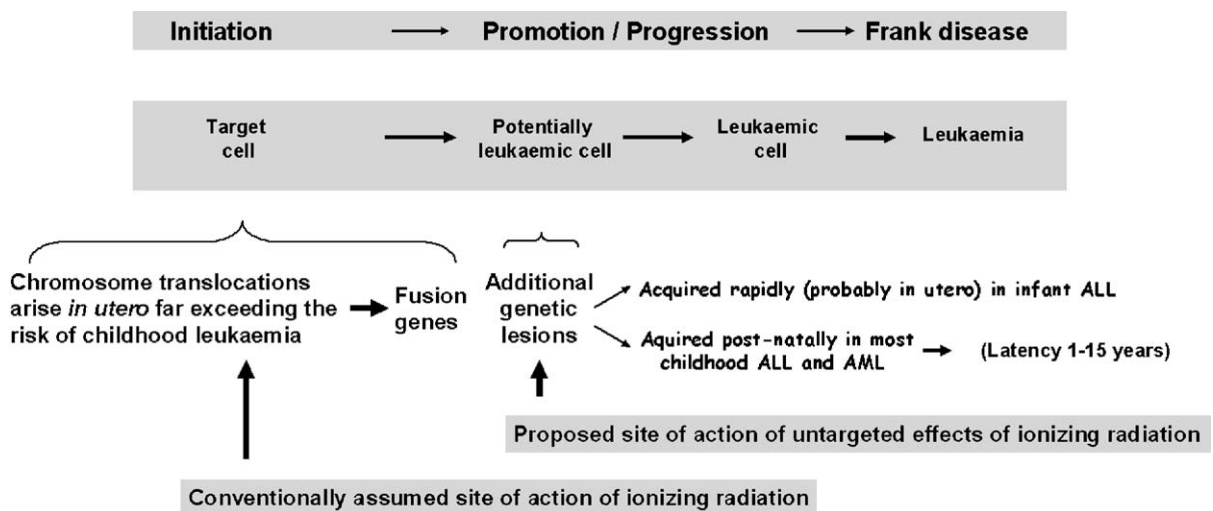 Initiation Promotion / Progression Frank disease
Target Potentially Leukaemic Leukaemia
cell leukaemic cell cell
Chromosome translocations
arise in utero far exceeding the
risk of childhood leukaemia
Fusion
genes
Additional
genetic
lesions
Acquired rapidly (probably in utero) in infant ALL
Aquired post-natally in most
childhood ALL and AML
(Latency 1-15 years)
Proposed site of action of untargeted effects of ionizing radiation
Conventionally assumed site of action of ionizing radiation